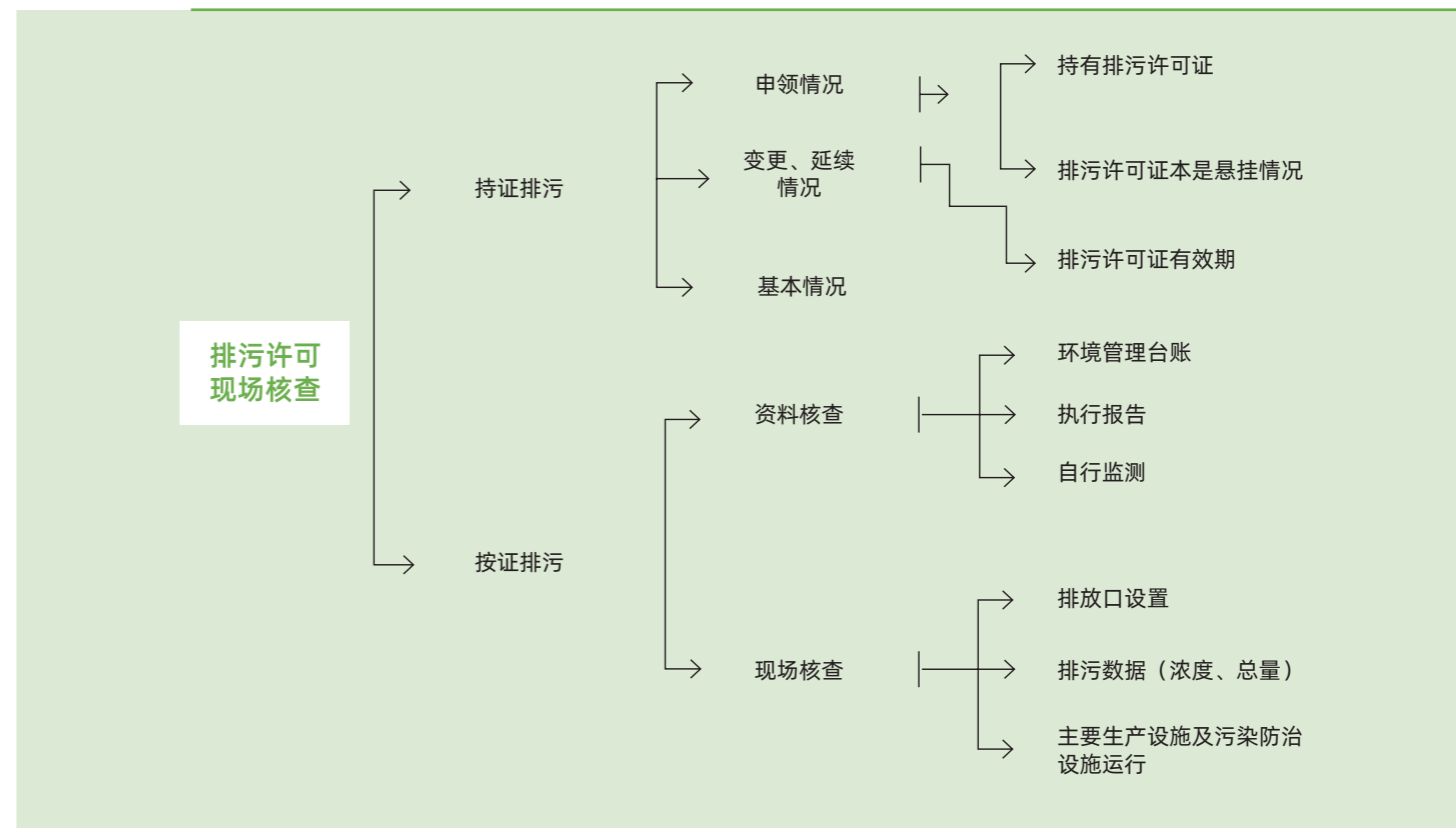 排污许可
现场核查
持证排污
申领情况
持有排污许可证
排污许可证本是悬挂情况
变更、延续
情况
排污许可证有效期
基本情况
按证排污
资料核查
环境管理台账
执行报告
自行监测
现场核查
排放口设置
排污数据（浓度、总量）
主要生产设施及污染防治
设施运行